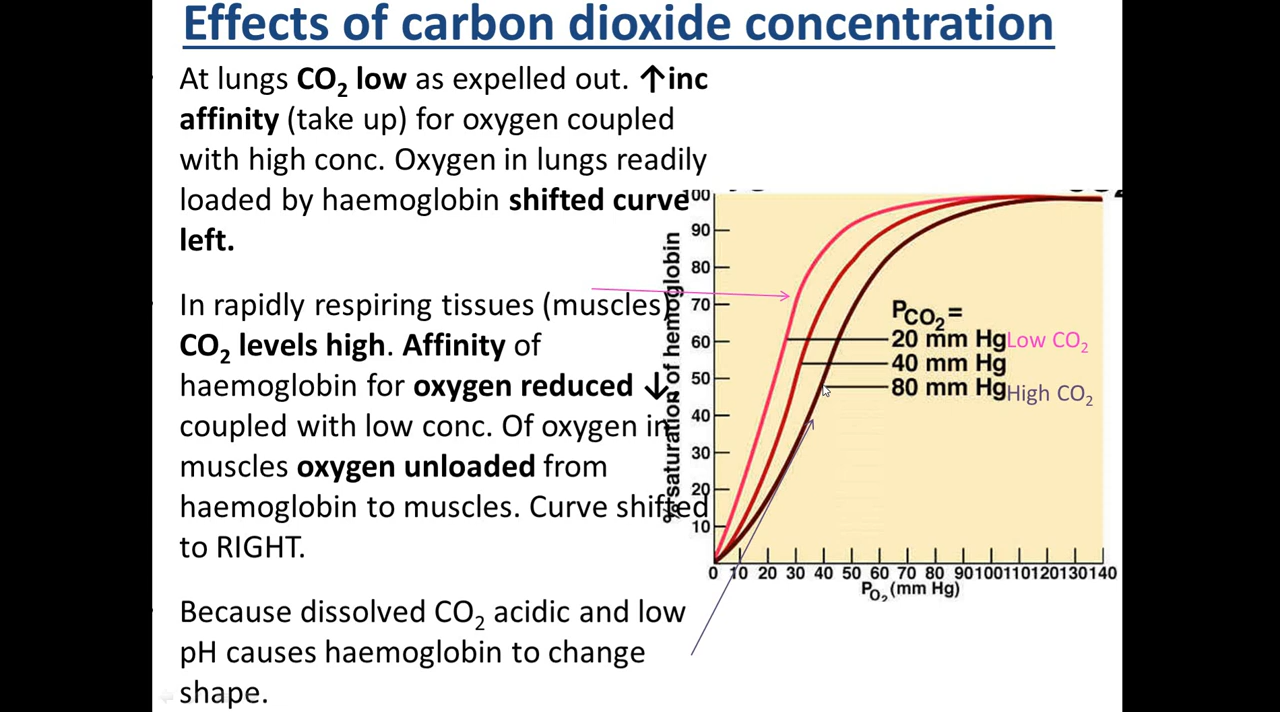 Effects of carbon dioxide concentration
At lungs CO₂ low as expelled out. ↑inc
affinity (take up) for oxygen coupled
with high conc. Oxygen in lungs readily
loaded by haemoglobin shifted curve
left.
In rapidly respiring tissues (muscles)
CO₂ levels high. Affinity of
haemoglobin for oxygen reduced ↓
coupled with low conc. Of oxygen in
muscles oxygen unloaded from
haemoglobin to muscles. Curve shifted
to RIGHT.
Because dissolved CO₂ acidic and low
pH causes haemoglobin to change
shape.
% saturation of hemoglobin
100
90
80
70
60
50
40
30
20
10
PCO₂ =
20 mm Hg Low CO₂
40 mm Hg
80 mm Hg High CO₂
0 10 20 30 40 50 60 70 80 90 100 110 120 130 140
PO₂ (mm Hg)